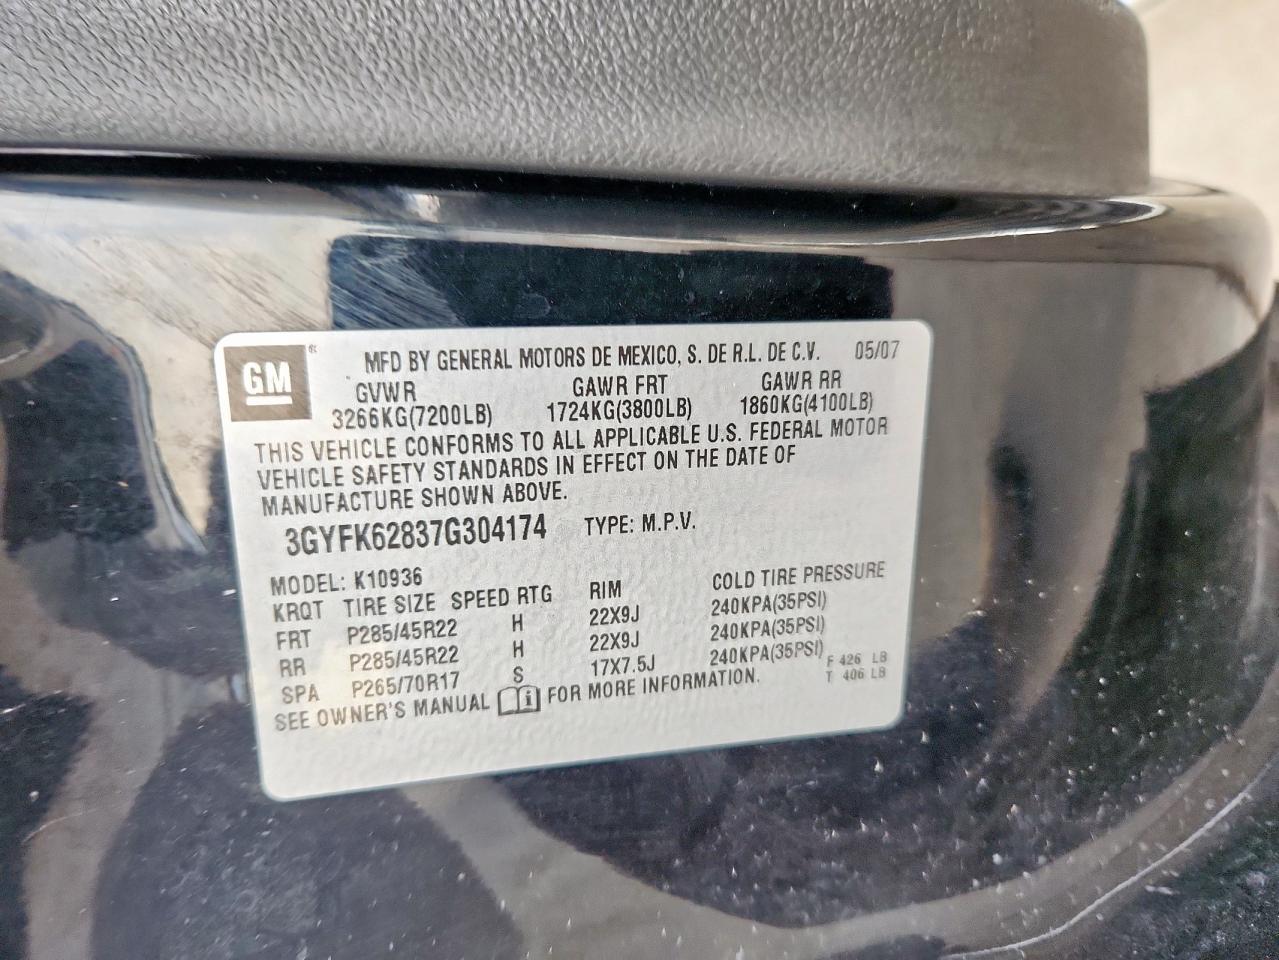 GM ®
MFD BY GENERAL MOTORS DE MEXICO, S. DE R.L. DE C.V. 05/07
GVWR GAWR FRT GAWR RR
3266KG(7200LB) 1724KG(3800LB) 1860KG(4100LB)
THIS VEHICLE CONFORMS TO ALL APPLICABLE U.S. FEDERAL MOTOR
VEHICLE SAFETY STANDARDS IN EFFECT ON THE DATE OF
MANUFACTURE SHOWN ABOVE.
3GYFK62837G304174 TYPE: M.P.V.
MODEL: K10936
KRQT TIRE SIZE SPEED RTG RIM COLD TIRE PRESSURE
FRT P285/45R22 H 22X9J 240KPA(35PSI)
RR P285/45R22 H 22X9J 240KPA(35PSI)
SPA P265/70R17 S 17X7.5J 240KPA(35PSI)
SEE OWNER'S MANUAL i FOR MORE INFORMATION.
F 426 LB
T 406 LB